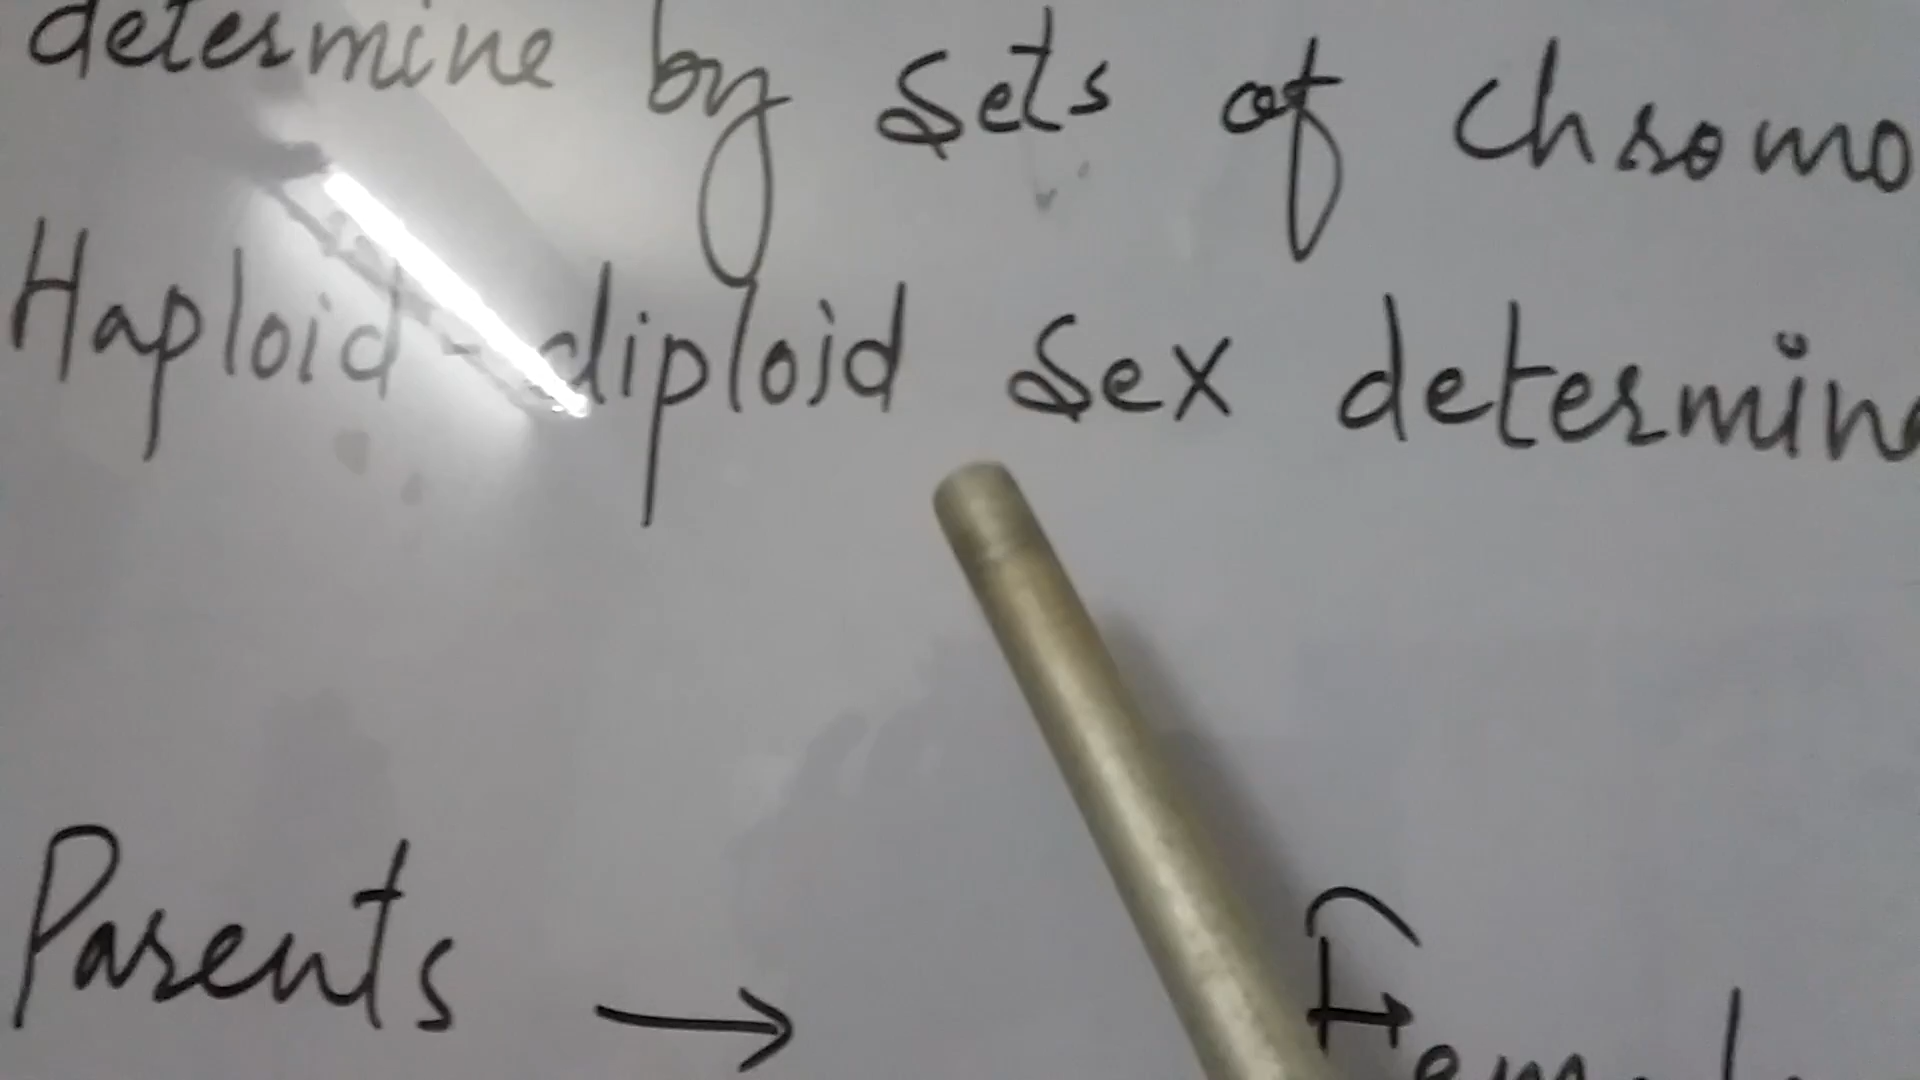 determine by sets of chromo
Haploid-diploid sex determin
Parents →